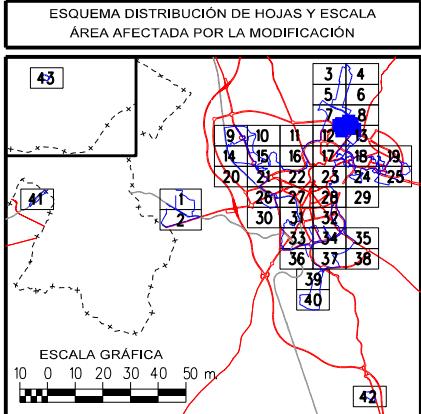 ESQUEMA DISTRIBUCIÓN DE HOJAS Y ESCALA
ÁREA AFECTADA POR LA MODIFICACIÓN
43
3 4
5 6
7 8
9 10 11 12 13
14 15 16 17 18 19
20 21 22 23 24 25
41 1 26 27 28 29
2 30 31 32
33 34 35
36 37 38
39
40
ESCALA GRÁFICA
10 0 10 20 30 40 50 m.
42